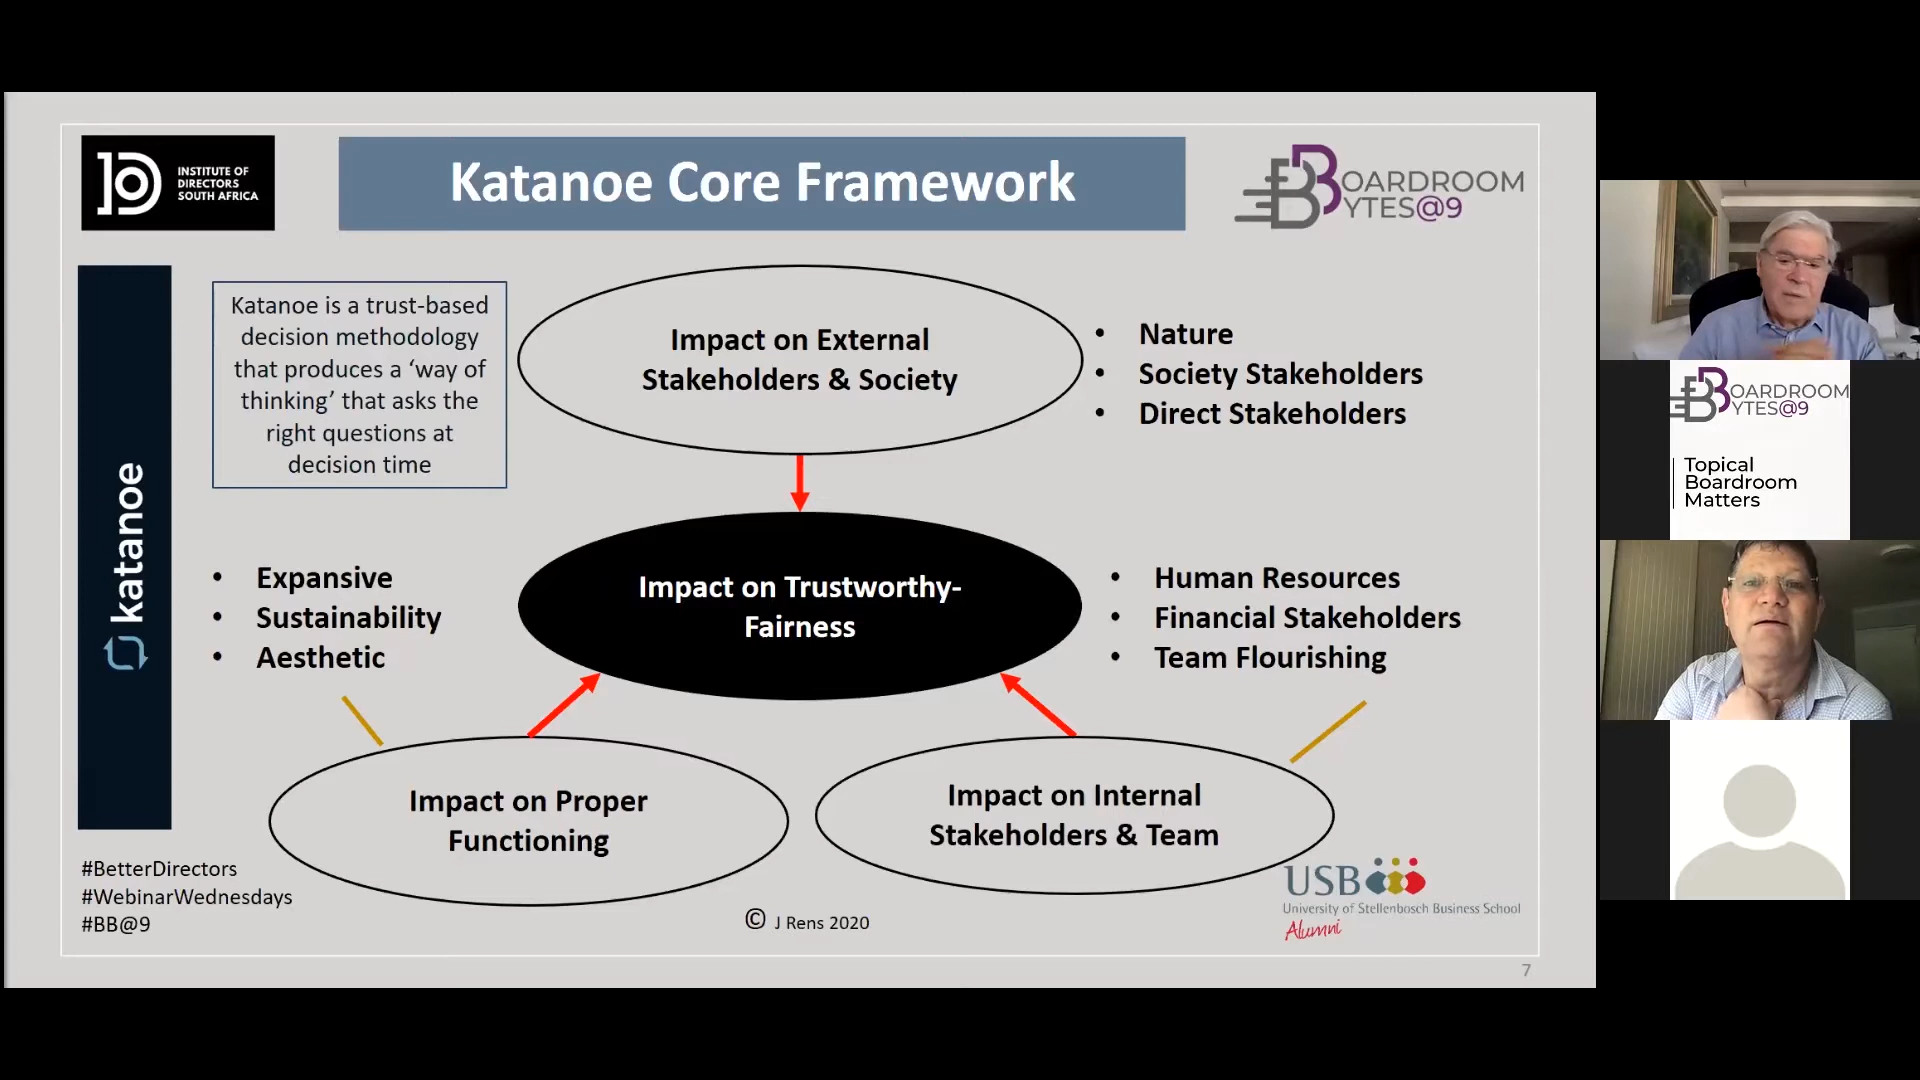 INSTITUTE OF
DIRECTORS
SOUTH AFRICA
Katanoe Core Framework
BOARDROOM
BYTES@9
katanoe
Katanoe is a trust-based
decision methodology
that produces a ‘way of
thinking’ that asks the
right questions at
decision time
Impact on External
Stakeholders & Society
• Nature
• Society Stakeholders
• Direct Stakeholders
• Expansive
• Sustainability
• Aesthetic
Impact on Trustworthy-
Fairness
• Human Resources
• Financial Stakeholders
• Team Flourishing
Impact on Proper
Functioning
Impact on Internal
Stakeholders & Team
#BetterDirectors
#WebinarWednesdays
#BB@9
© J Rens 2020
USB
University of Stellenbosch Business School
Alumni
7
BOARDROOM
BYTES@9
Topical
Boardroom
Matters